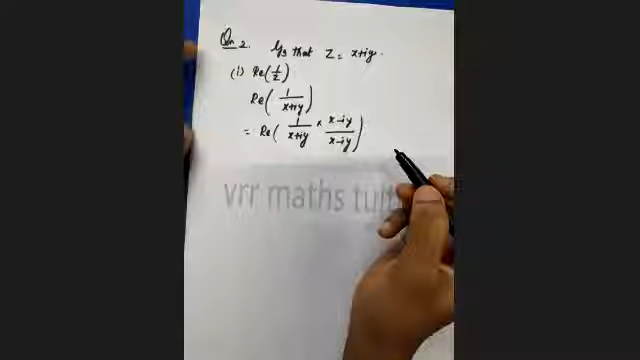 Qn 2. Gs that Z = x+iy.
(i) Re(1/z)
Re( 1/(x+iy) )
= Re( 1/(x+iy) × (x-iy)/(x-iy) )
vrr maths tuit